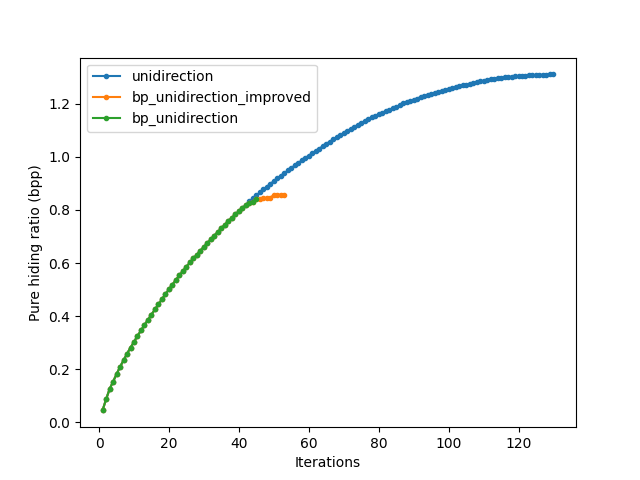 unidirection
bp_unidirection_improved
bp_unidirection
Pure hiding ratio (bpp)
1.2
1.0
0.8
0.6
0.4
0.2
0.0
0 20 40 60 80 100 120
Iterations